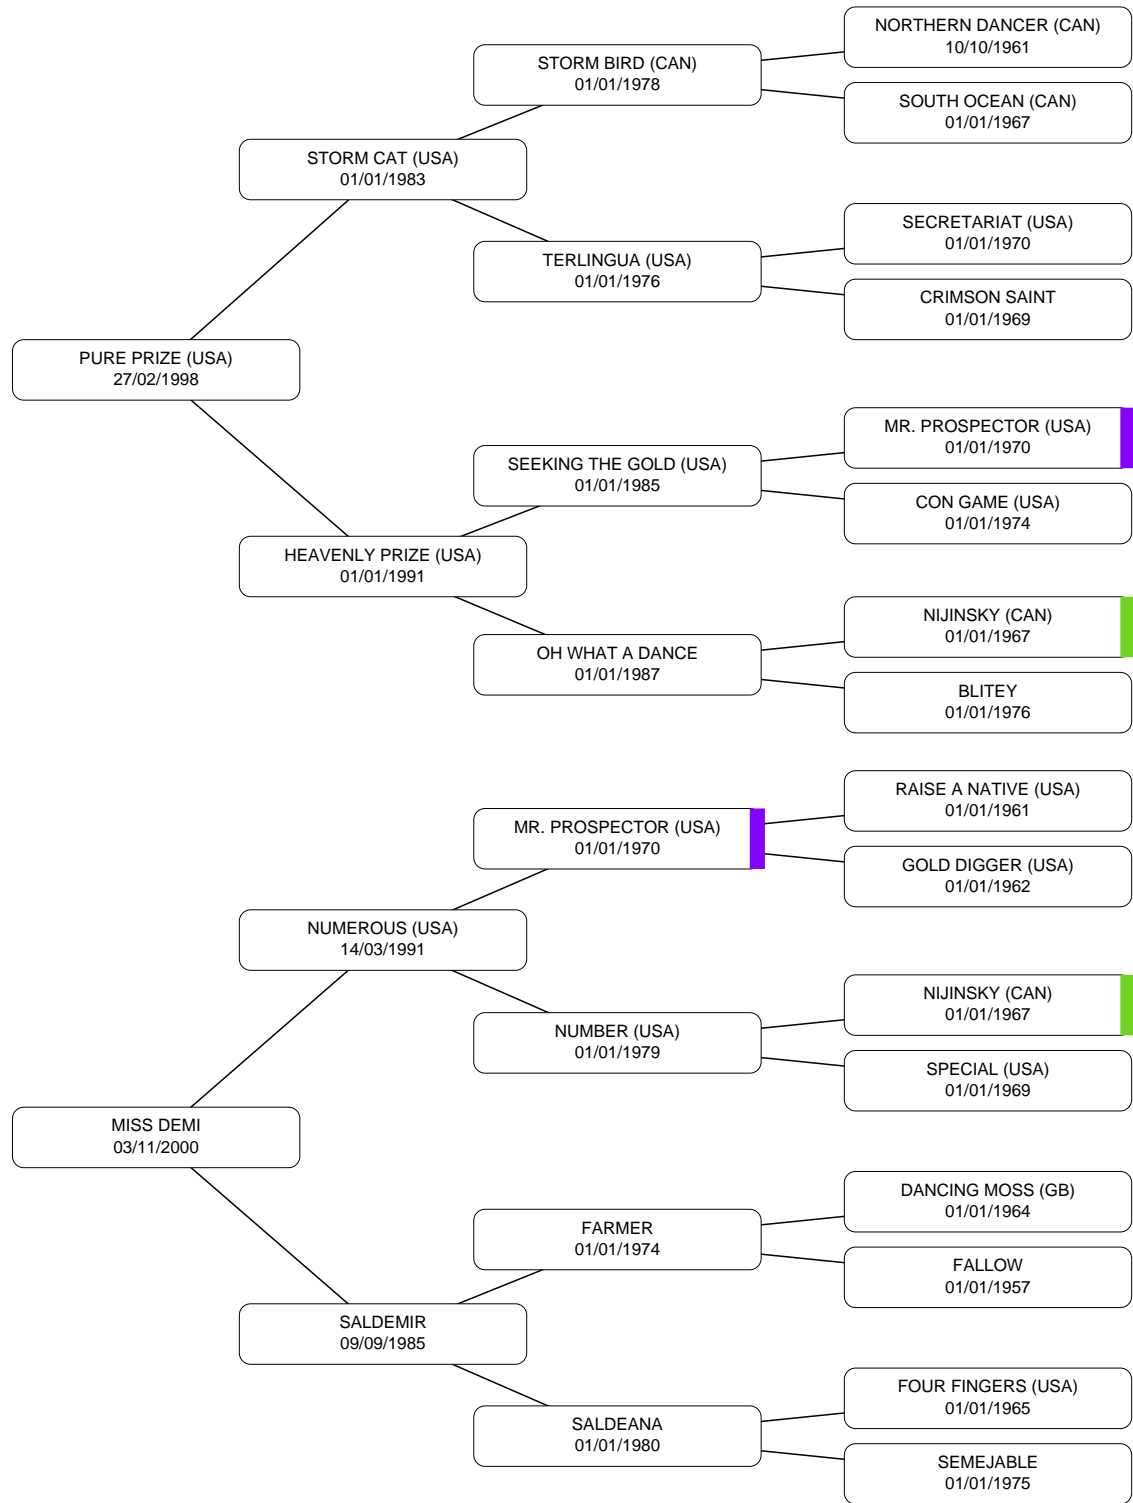 NORTHERN DANCER (CAN)
10/10/1961
STORM BIRD (CAN)
01/01/1978
SOUTH OCEAN (CAN)
01/01/1967
STORM CAT (USA)
01/01/1983
SECRETARIAT (USA)
01/01/1970
TERLINGUA (USA)
01/01/1976
CRIMSON SAINT
01/01/1969
PURE PRIZE (USA)
27/02/1998
MR. PROSPECTOR (USA)
01/01/1970
SEEKING THE GOLD (USA)
01/01/1985
CON GAME (USA)
01/01/1974
HEAVENLY PRIZE (USA)
01/01/1991
NIJINSKY (CAN)
01/01/1967
OH WHAT A DANCE
01/01/1987
BLITEY
01/01/1976
RAISE A NATIVE (USA)
01/01/1961
MR. PROSPECTOR (USA)
01/01/1970
GOLD DIGGER (USA)
01/01/1962
NUMEROUS (USA)
14/03/1991
NIJINSKY (CAN)
01/01/1967
NUMBER (USA)
01/01/1979
SPECIAL (USA)
01/01/1969
MISS DEMI
03/11/2000
DANCING MOSS (GB)
01/01/1964
FARMER
01/01/1974
FALLOW
01/01/1957
SALDEMIR
09/09/1985
FOUR FINGERS (USA)
01/01/1965
SALDEANA
01/01/1980
SEMEJABLE
01/01/1975